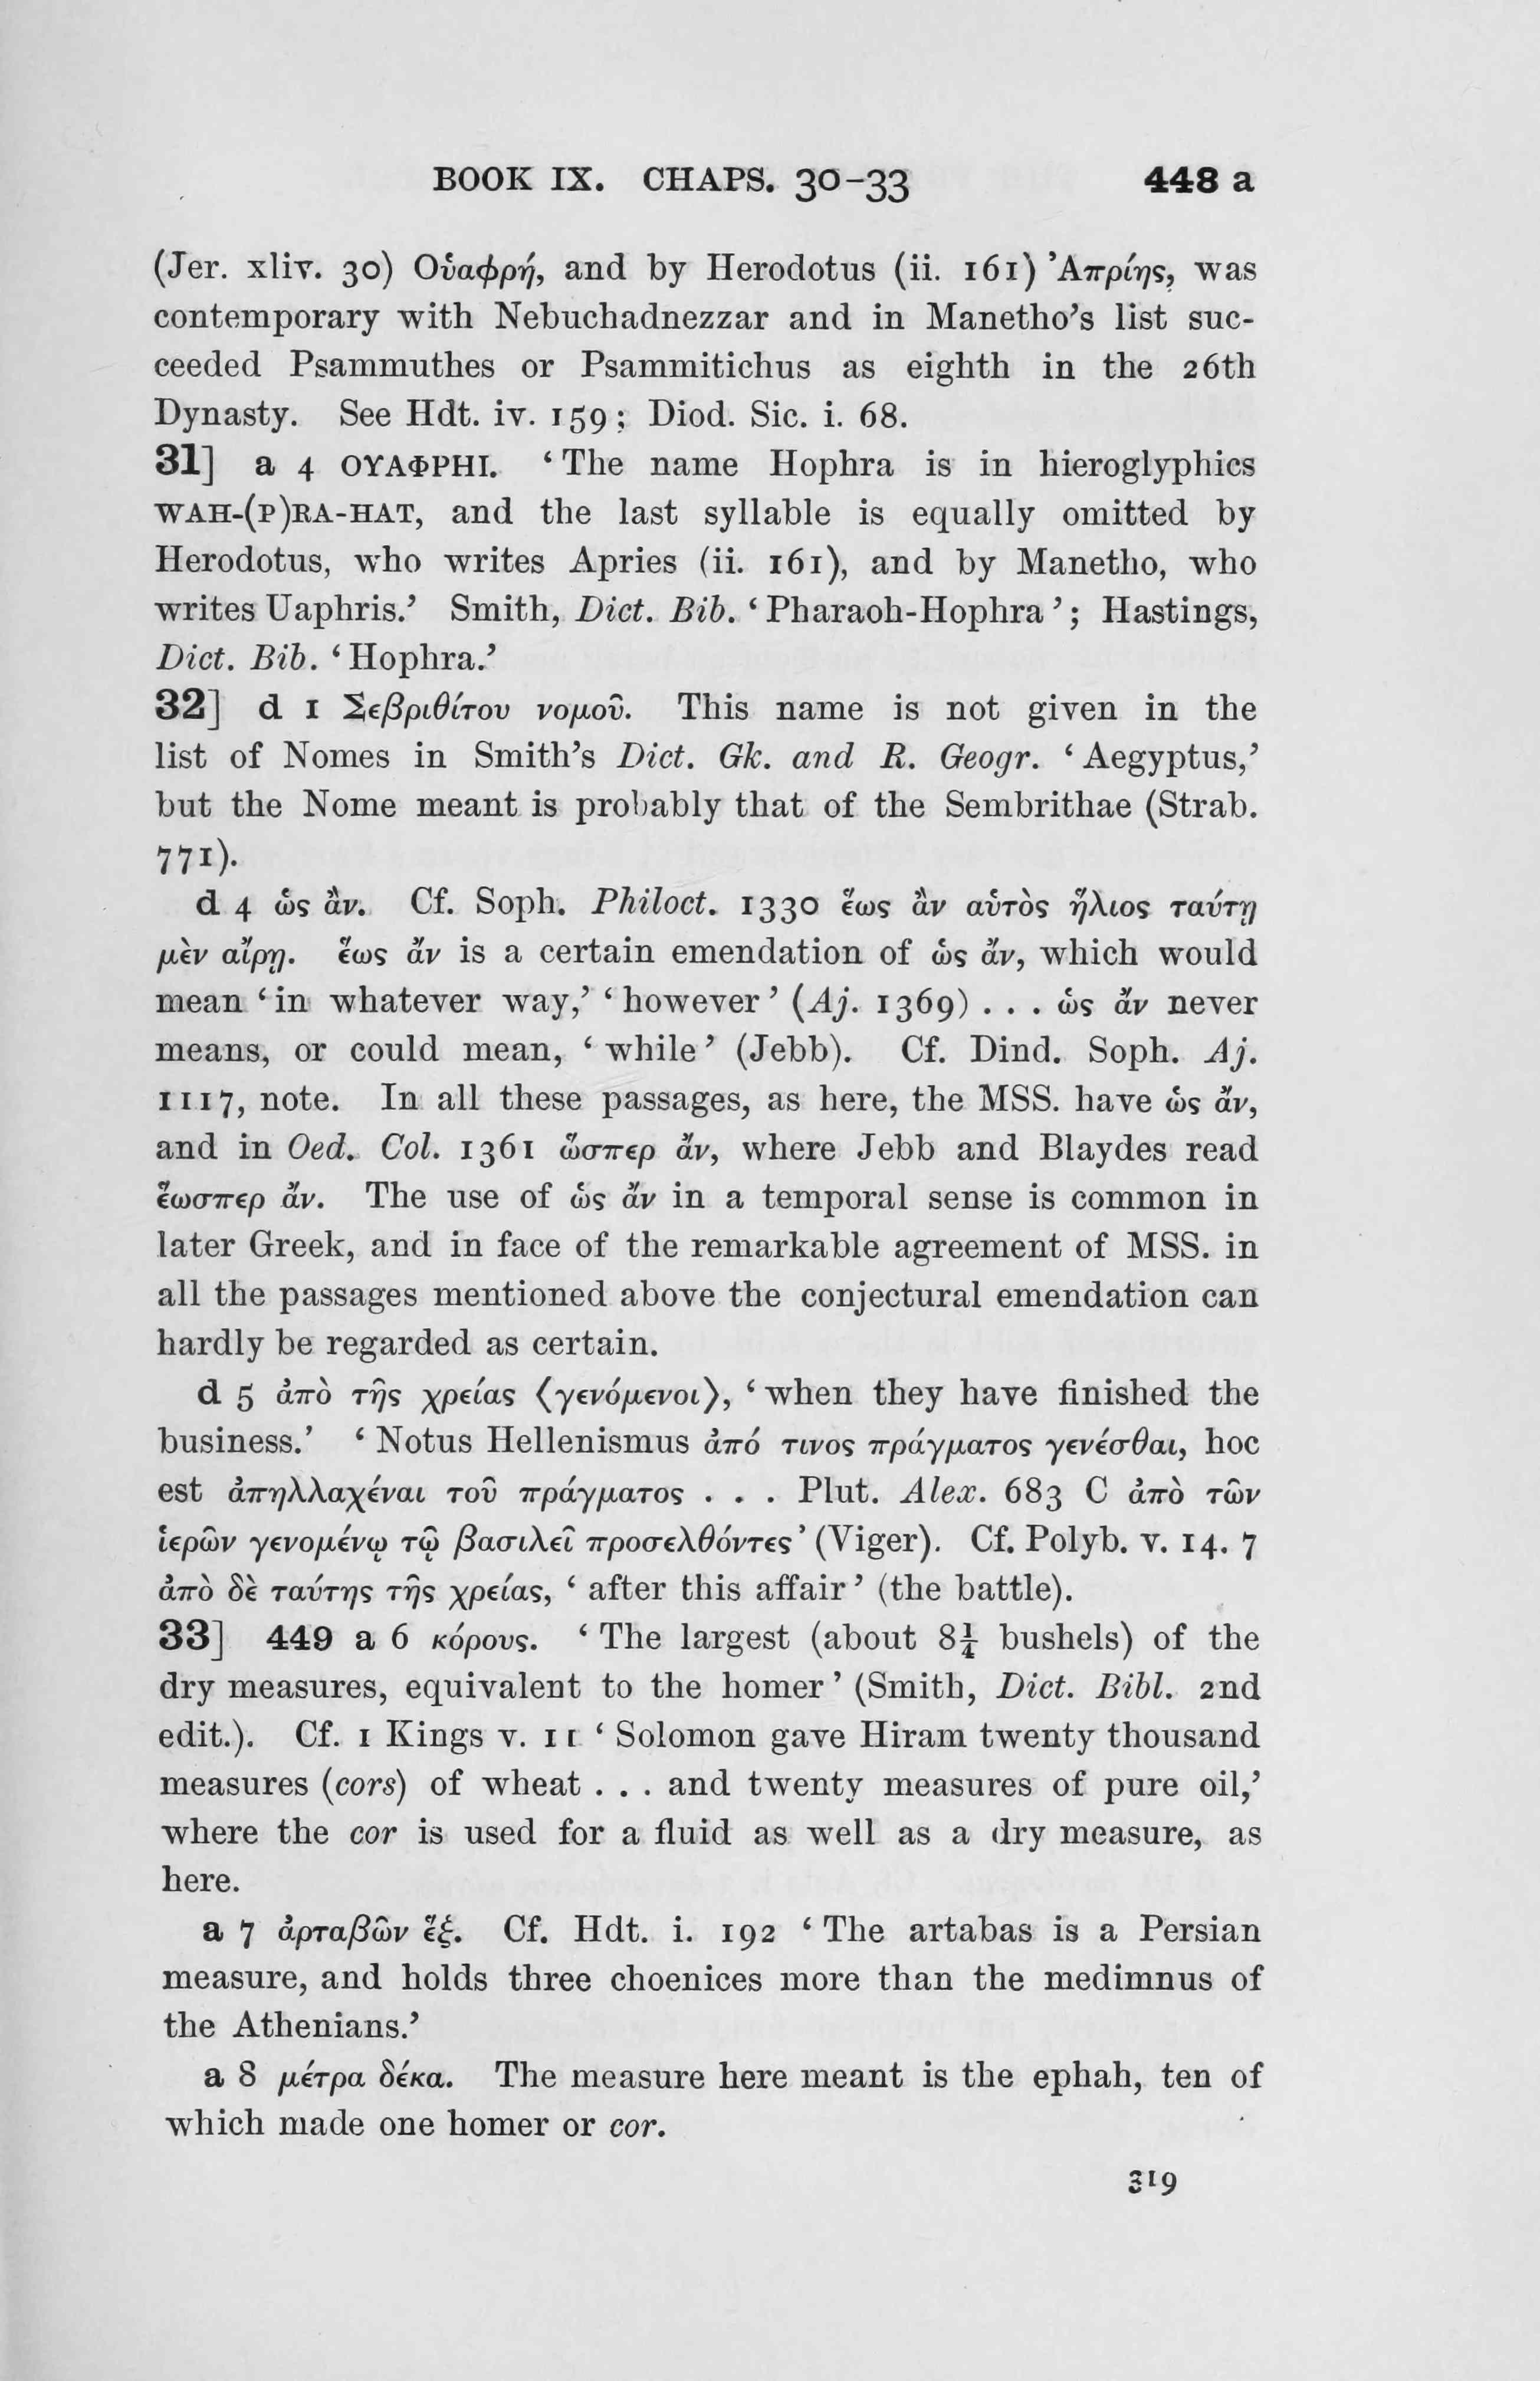 BOOK IX. CHAPS. 30-33 448 a
(Jer. xliv. 30) Οὐαφρή, and by Herodotus (ii. 161) Ἀπρίης, was
contemporary with Nebuchadnezzar and in Manetho's list suc-
ceeded Psammuthes or Psammitichus as eighth in the 26th
Dynasty. See Hdt. iv. 159; Diod. Sic. i. 68.
31] a 4 ΟΥΑΦΡΗΙ. ‘The name Hophra is in hieroglyphics
WAH-(P)RA-HAT, and the last syllable is equally omitted by
Herodotus, who writes Apries (ii. 161), and by Manetho, who
writes Uaphris.’ Smith, Dict. Bib. ‘Pharaoh-Hophra’; Hastings,
Dict. Bib. ‘Hophra.’
32] d 1 Σεβριθίτου νομοῦ. This name is not given in the
list of Nomes in Smith's Dict. Gk. and R. Geogr. ‘Aegyptus,’
but the Nome meant is probably that of the Sembrithae (Strab.
771).
d 4 ὡς ἂν. Cf. Soph. Philoct. 1330 ἕως ἂν αὑτὸς ἥλιος ταύτῃ
μὲν αἴρῃ. ἕως ἄν is a certain emendation of ὡς ἄν, which would
mean ‘in whatever way,’ ‘however’ (Aj. 1369) . . . ὡς ἄν never
means, or could mean, ‘while’ (Jebb). Cf. Dind. Soph. Aj.
1117, note. In all these passages, as here, the MSS. have ὡς ἄν,
and in Oed. Col. 1361 ὥσπερ ἄν, where Jebb and Blaydes read
ἕωσπερ ἄν. The use of ὡς ἄν in a temporal sense is common in
later Greek, and in face of the remarkable agreement of MSS. in
all the passages mentioned above the conjectural emendation can
hardly be regarded as certain.
d 5 ἀπὸ τῆς χρείας ⟨γενόμενοι⟩, ‘when they have finished the
business.’ ‘Notus Hellenismus ἀπό τινος πράγματος γενέσθαι, hoc
est ἀπηλλαχέναι τοῦ πράγματος . . . Plut. Alex. 683 C ἀπὸ τῶν
ἱερῶν γενομένῳ τῷ βασιλεῖ προσελθόντες’ (Viger). Cf. Polyb. v. 14. 7
ἀπὸ δὲ ταύτης τῆς χρείας, ‘after this affair’ (the battle).
33] 449 a 6 κόρους. ‘The largest (about 8¼ bushels) of the
dry measures, equivalent to the homer’ (Smith, Dict. Bibl. 2nd
edit.). Cf. 1 Kings v. 11 ‘Solomon gave Hiram twenty thousand
measures (cors) of wheat . . . and twenty measures of pure oil,’
where the cor is used for a fluid as well as a dry measure, as
here.
a 7 ἀρταβῶν ἕξ. Cf. Hdt. i. 192 ‘The artabas is a Persian
measure, and holds three choenices more than the medimnus of
the Athenians.’
a 8 μέτρα δέκα. The measure here meant is the ephah, ten of
which made one homer or cor.
319